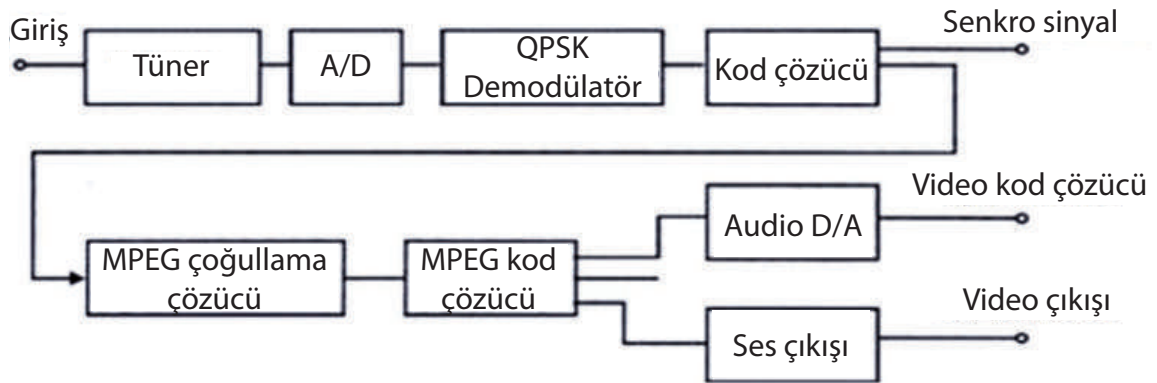 Giriş
Tüner
A/D
QPSK
Demodülatör
Kod çözücü
Senkro sinyal
MPEG çoğullama
çözücü
MPEG kod
çözücü
Audio D/A
Video kod çözücü
Ses çıkışı
Video çıkışı